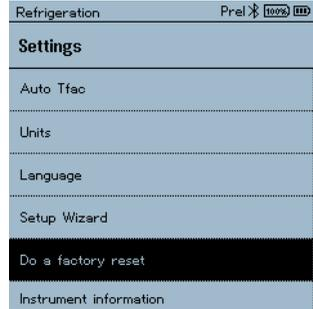 Refrigeration Prel 100%
Settings
Auto Tfac
Units
Language
Setup Wizard
Do a factory reset
Instrument information